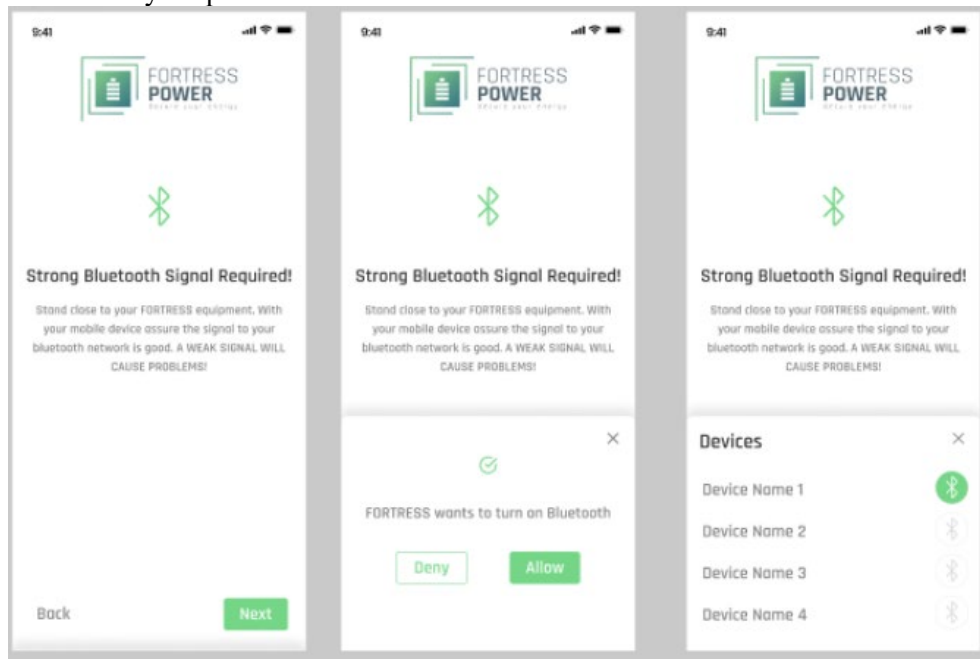 9:41
FORTRESS
POWER
Strong Bluetooth Signal Required!
Stand close to your FORTRESS equipment. With
your mobile device assure the signal to your
bluetooth network is good. A WEAK SIGNAL WILL
CAUSE PROBLEMS!
Back
Next
9:41
FORTRESS
POWER
Strong Bluetooth Signal Required!
Stand close to your FORTRESS equipment. With
your mobile device assure the signal to your
bluetooth network is good. A WEAK SIGNAL WILL
CAUSE PROBLEMS!
FORTRESS wants to turn on Bluetooth
Deny
Allow
9:41
FORTRESS
POWER
Strong Bluetooth Signal Required!
Stand close to your FORTRESS equipment. With
your mobile device assure the signal to your
bluetooth network is good. A WEAK SIGNAL WILL
CAUSE PROBLEMS!
Devices
Device Name 1
Device Name 2
Device Name 3
Device Name 4